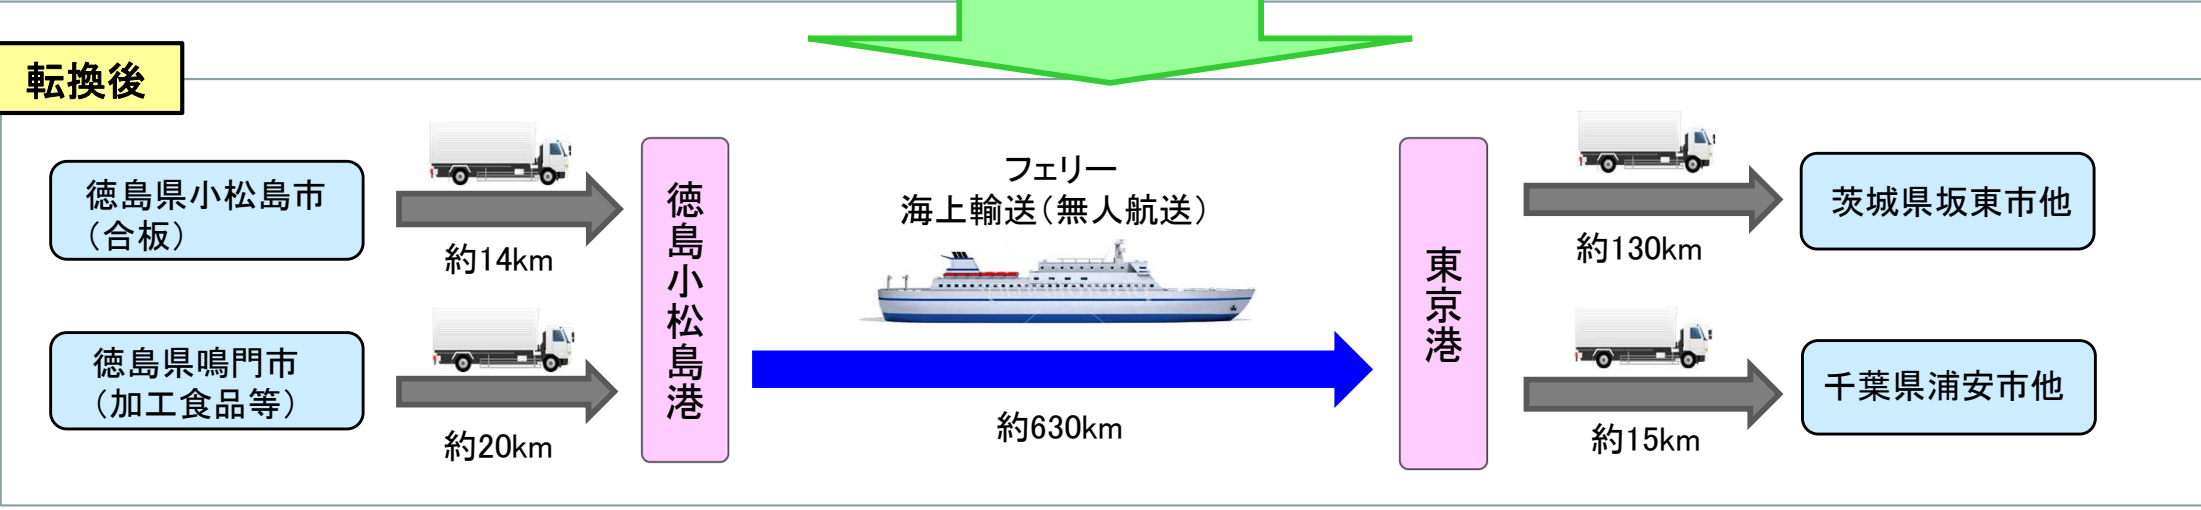 転換後
徳島県小松島市
（合板）
約14km
徳島県鳴門市
（加工食品等）
約20km
徳島小松島港
フェリー
海上輸送（無人航送）
約630km
東京港
約130km
茨城県坂東市他
約15km
千葉県浦安市他